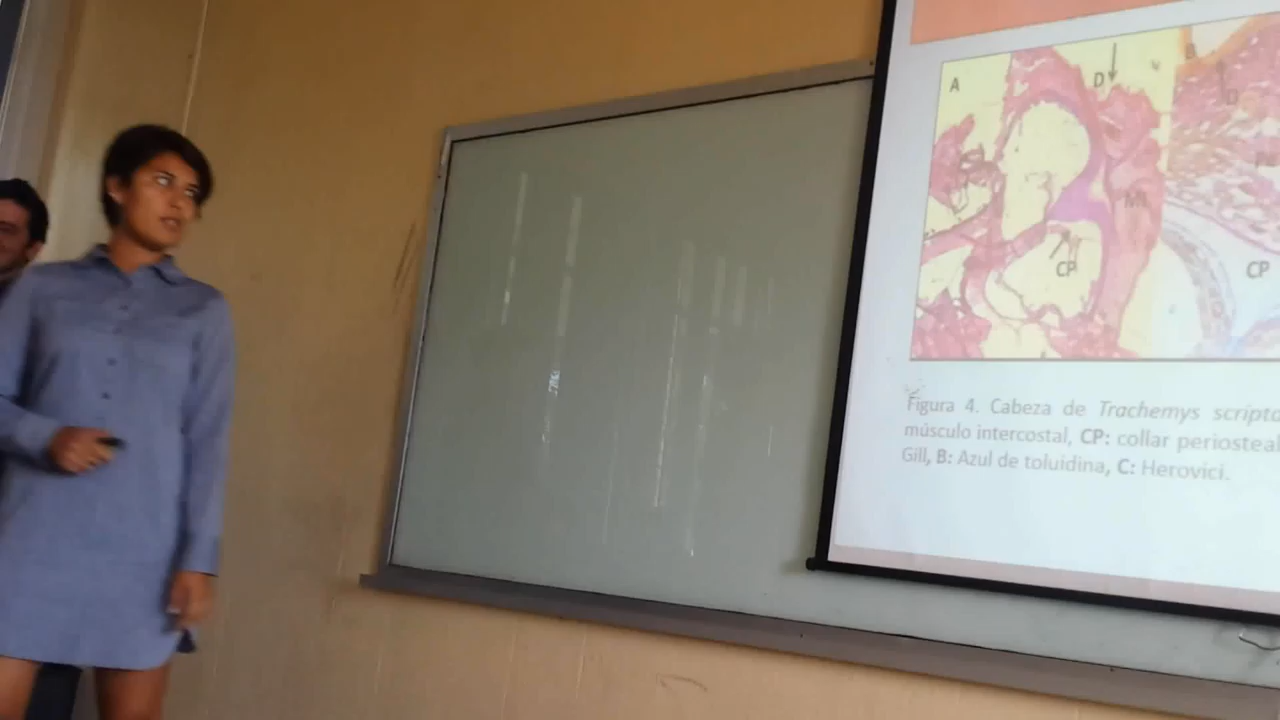 A
D
B
D
CP
CP
Figura 4. Cabeza de Trachemys scripta
músculo intercostal, CP: collar periosteal
Gill, B: Azul de toluidina, C: Herovici.